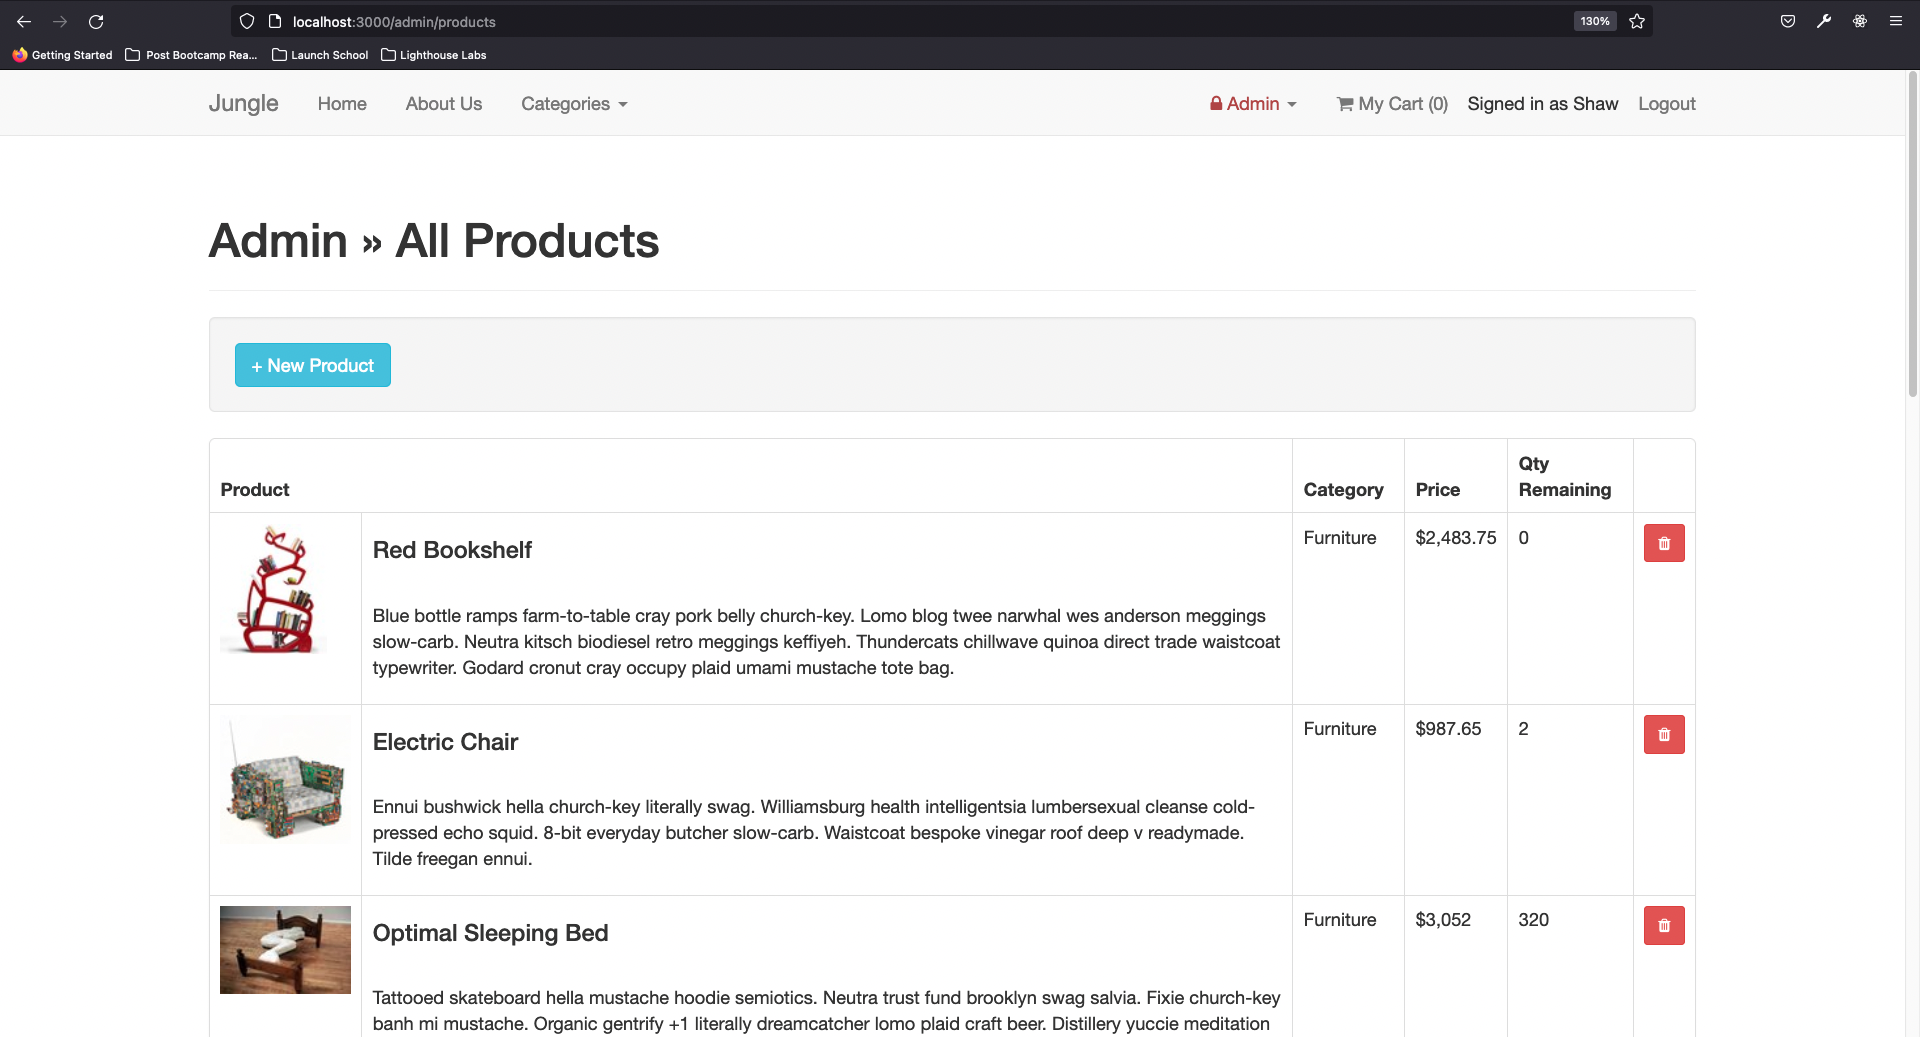 localhost:3000/admin/products
130%
Getting Started
Post Bootcamp Rea...
Launch School
Lighthouse Labs
Jungle
Home
About Us
Categories
Admin
My Cart (0)
Signed in as Shaw
Logout
Admin » All Products
+ New Product
Product
Category
Price
Qty
Remaining
Red Bookshelf
Furniture
$2,483.75
0
Blue bottle ramps farm-to-table cray pork belly church-key. Lomo blog twee narwhal wes anderson meggings
slow-carb. Neutra kitsch biodiesel retro meggings keffiyeh. Thundercats chillwave quinoa direct trade waistcoat
typewriter. Godard cronut cray occupy plaid umami mustache tote bag.
Electric Chair
Furniture
$987.65
2
Ennui bushwick hella church-key literally swag. Williamsburg health intelligentsia lumbersexual cleanse cold-
pressed echo squid. 8-bit everyday butcher slow-carb. Waistcoat bespoke vinegar roof deep v readymade.
Tilde freegan ennui.
Optimal Sleeping Bed
Furniture
$3,052
320
Tattooed skateboard hella mustache hoodie semiotics. Neutra trust fund brooklyn swag salvia. Fixie church-key
banh mi mustache. Organic gentrify +1 literally dreamcatcher lomo plaid craft beer. Distillery yuccie meditation